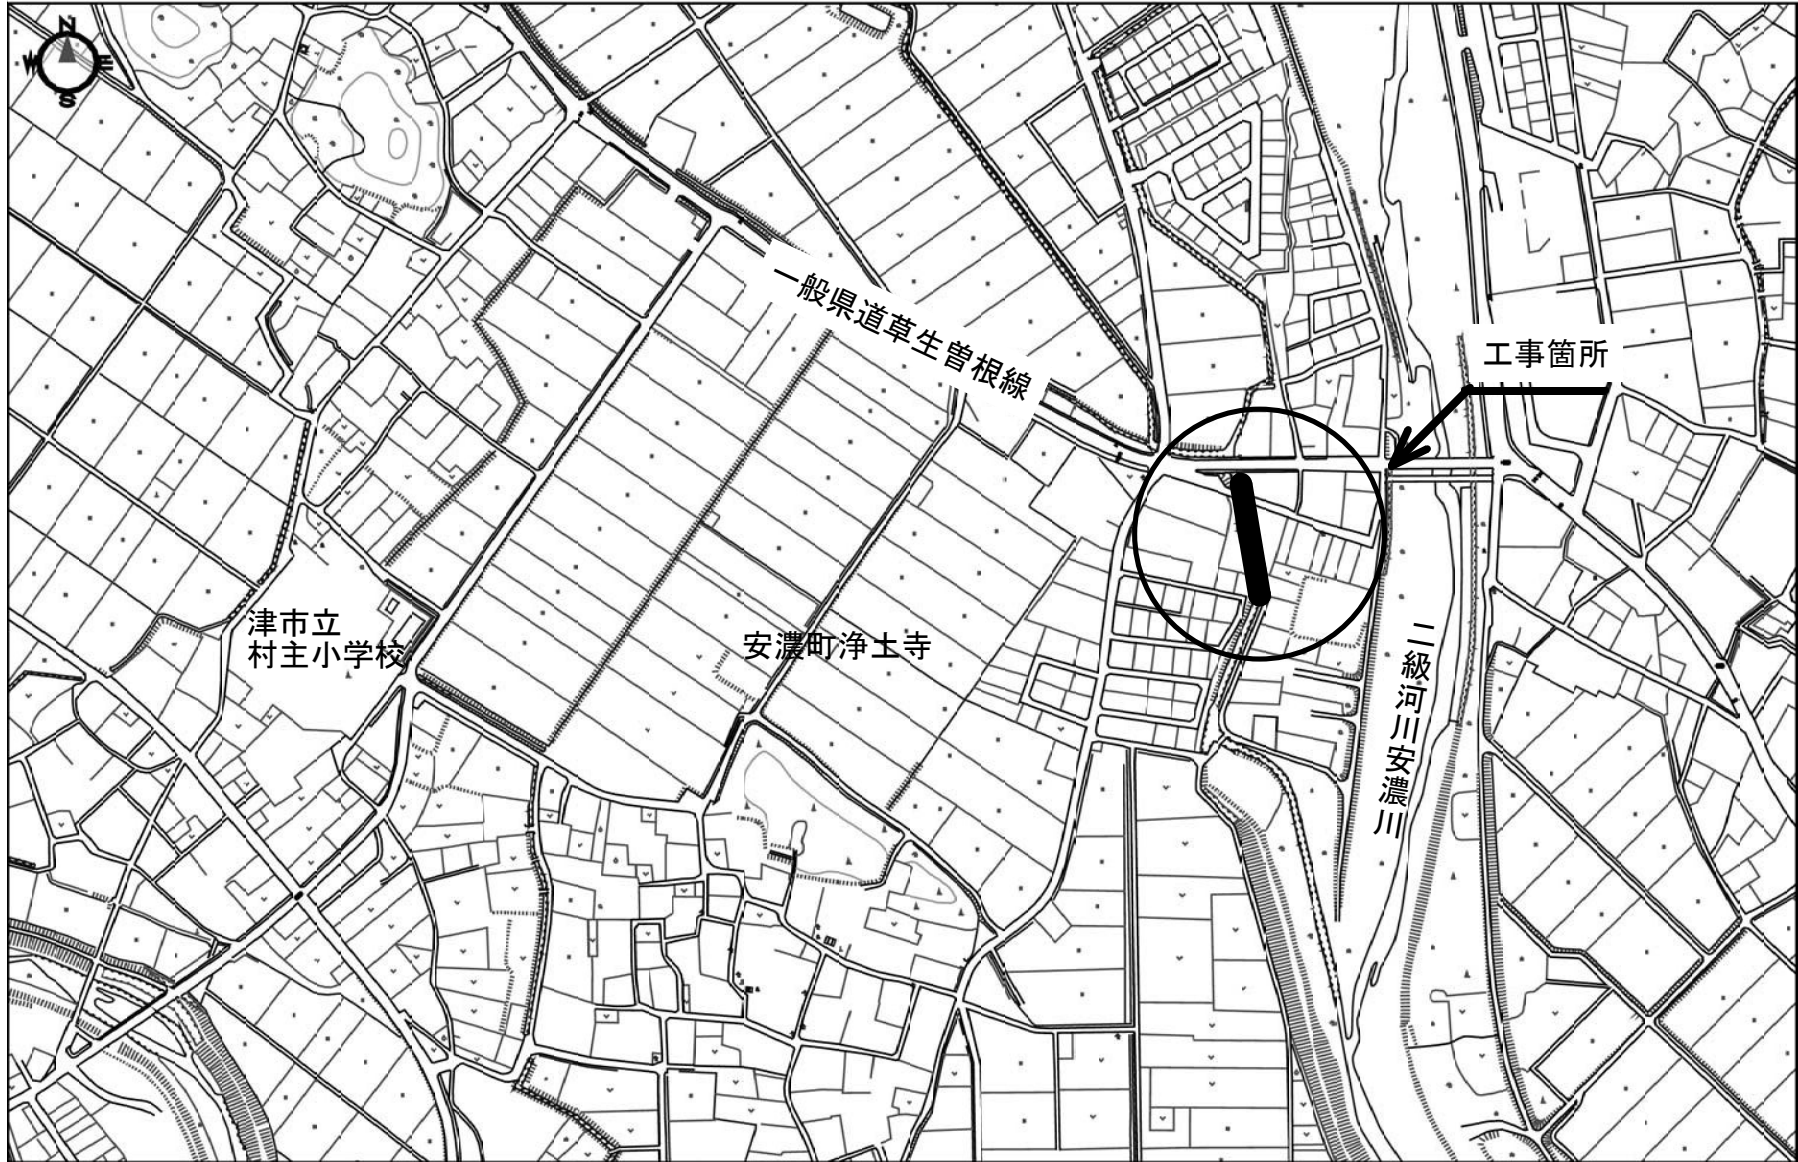 N
W
E
S
一般県道草生曽根線
工事箇所
津市立
村主小学校
安濃町浄土寺
二級河川安濃川